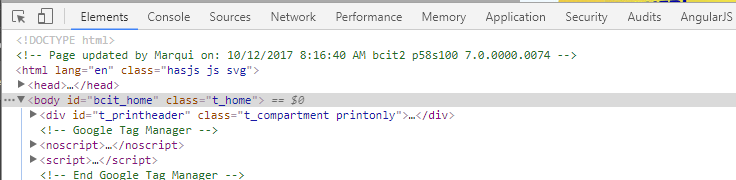 Elements Console Sources Network Performance Memory Application Security Audits AngularJS
<!DOCTYPE html>
<!-- Page updated by Marqui on: 10/12/2017 8:16:40 AM bcit2 p58s100 7.0.0000.0074 -->
<html lang="en" class="hasjs js svg">
<head>…</head>
<body id="bcit_home" class="t_home"> == $0
<div id="t_printheader" class="t_compartment printonly">…</div>
<!-- Google Tag Manager -->
<noscript>…</noscript>
<script>…</script>
<!-- End Google Tag Manager -->